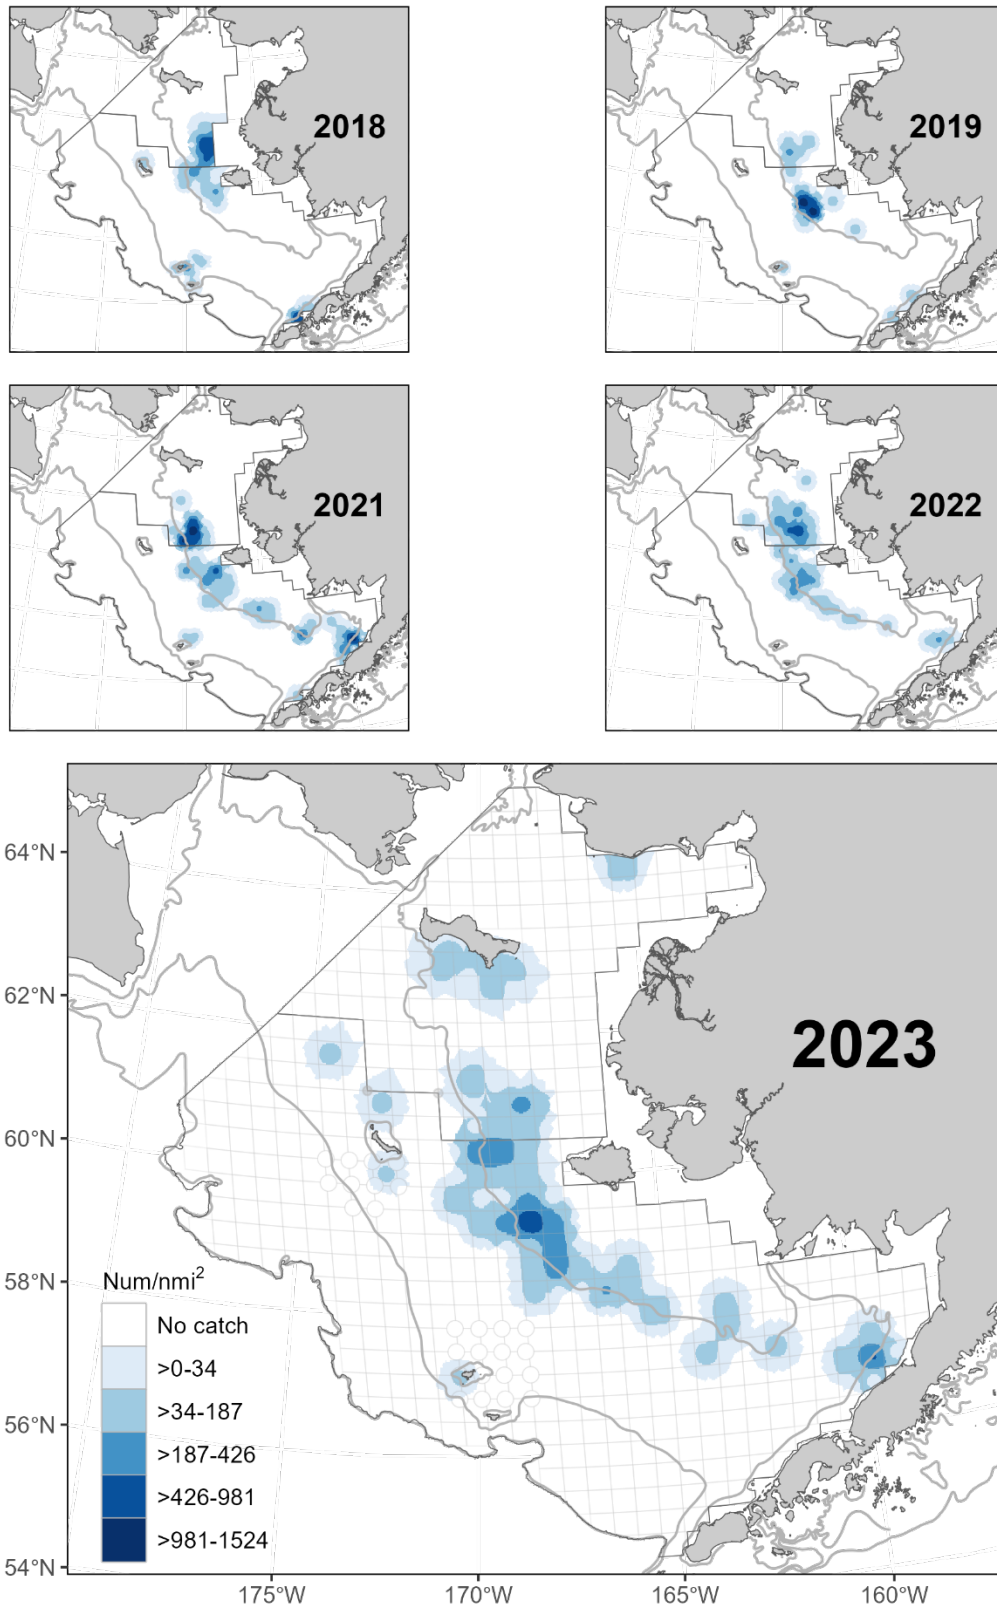 2018
2019
2021
2022
2023
64°N
62°N
60°N
58°N
56°N
54°N
Num/nmi²
No catch
>0-34
>34-187
>187-426
>426-981
>981-1524
175°W
170°W
165°W
160°W